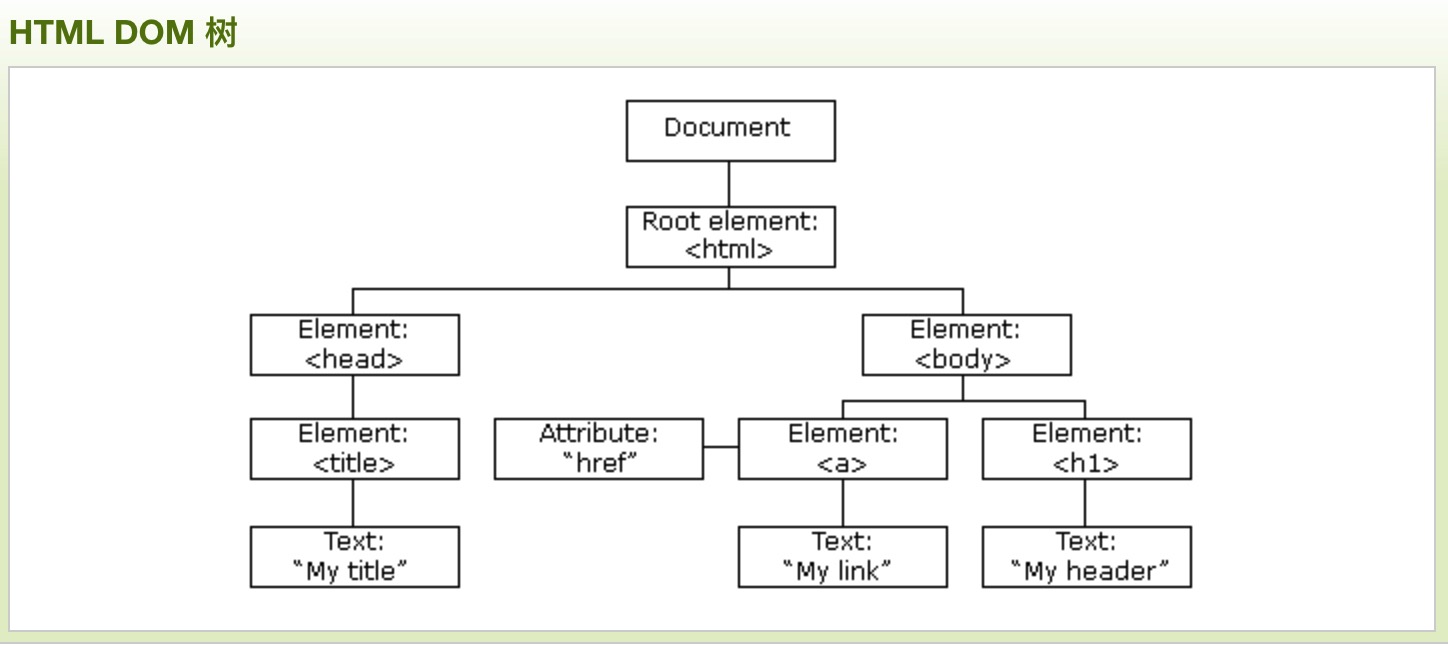 HTML DOM 树
Document
Root element:
<html>
Element:
<head>
Element:
<body>
Element:
<title>
Attribute:
“href”
Element:
<a>
Element:
<h1>
Text:
“My title”
Text:
“My link”
Text:
“My header”